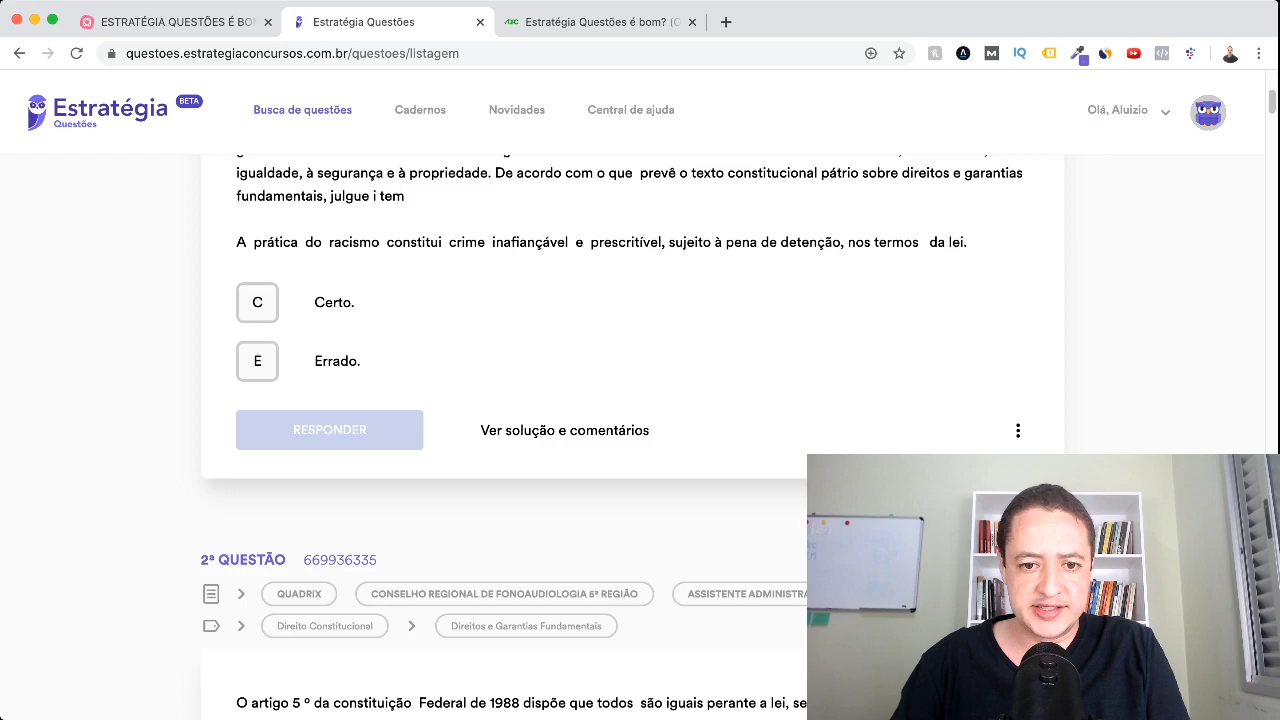 ESTRATÉGIA QUESTÕES É BO
Estratégia Questões
Estratégia Questões é bom? (O
questoes.estrategiaconcursos.com.br/questoes/listagem
Estratégia BETA
Questões
Busca de questões
Cadernos
Novidades
Central de ajuda
Olá, Aluizio
igualdade, à segurança e à propriedade. De acordo com o que prevê o texto constitucional pátrio sobre direitos e garantias
fundamentais, julgue i tem
A prática do racismo constitui crime inafiançável e prescritível, sujeito à pena de detenção, nos termos da lei.
C Certo.
E Errado.
RESPONDER
Ver solução e comentários
2ª QUESTÃO 669936335
QUADRIX
CONSELHO REGIONAL DE FONOAUDIOLOGIA 5ª REGIÃO
ASSISTENTE ADMINISTRA
Direito Constitucional
Direitos e Garantias Fundamentais
O artigo 5 º da constituição Federal de 1988 dispõe que todos são iguais perante a lei, se